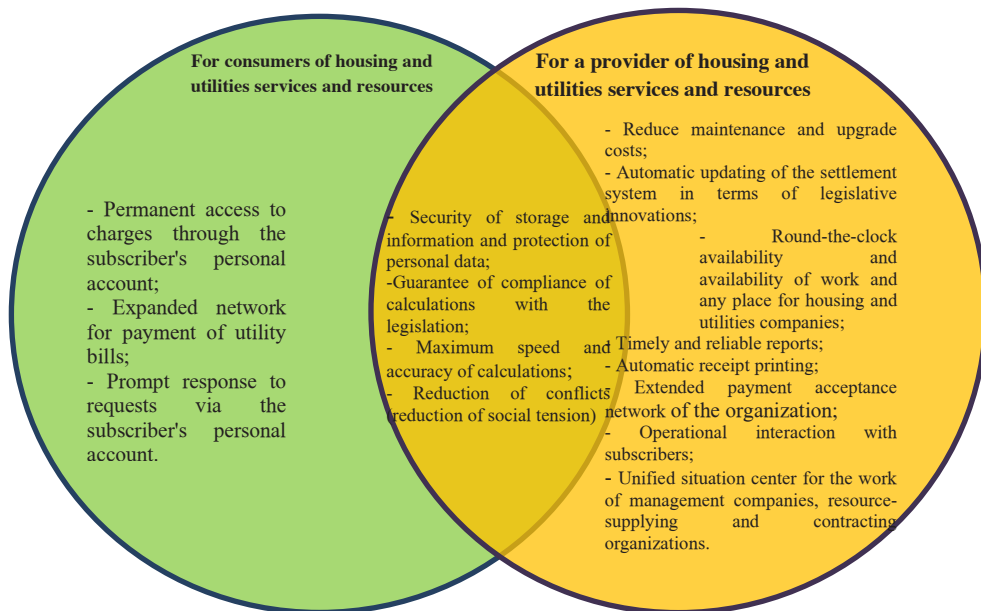 For consumers of housing and
utilities services and resources
- Permanent access to
charges through the
subscriber's personal
account;
- Expanded network
for payment of utility
bills;
- Prompt response to
requests via the
subscriber's personal
account.
- Security of storage and
information and protection of
personal data;
-Guarantee of compliance of
calculations with the
legislation;
- Maximum speed and
accuracy of calculations;
- Reduction of conflicts
(reduction of social tension)
For a provider of housing and
utilities services and resources
- Reduce maintenance and upgrade
costs;
- Automatic updating of the settlement
system in terms of legislative
innovations;
- Round-the-clock
availability and
availability of work and
any place for housing and
utilities companies;
- Timely and reliable reports;
- Automatic receipt printing;
- Extended payment acceptance
network of the organization;
- Operational interaction with
subscribers;
- Unified situation center for the work
of management companies, resource-
supplying and contracting
organizations.